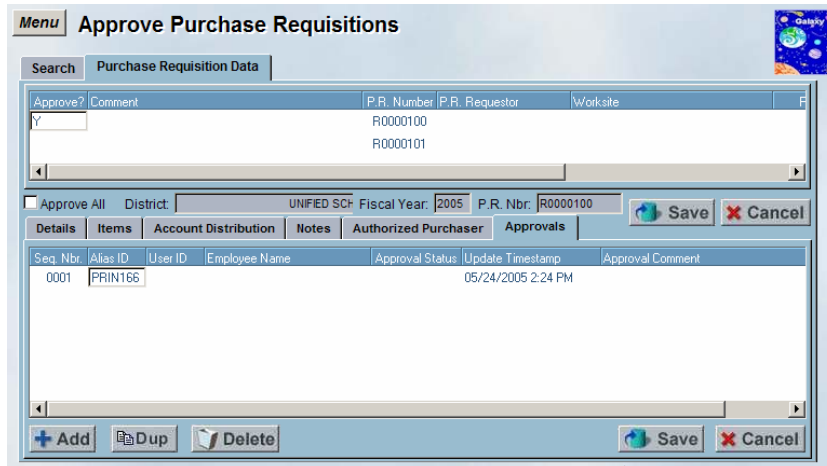 Menu Approve Purchase Requisitions
Galaxy
Search Purchase Requisition Data
Approve? Comment P.R. Number P.R. Requestor Worksite F
Y R0000100
R0000101
Approve All District: UNIFIED SCH Fiscal Year: 2005 P.R. Nbr: R0000100 Save Cancel
Details Items Account Distribution Notes Authorized Purchaser Approvals
Seq. Nbr. Alias ID User ID Employee Name Approval Status Update Timestamp Approval Comment
0001 PRIN166 05/24/2005 2:24 PM
Add Dup Delete Save Cancel